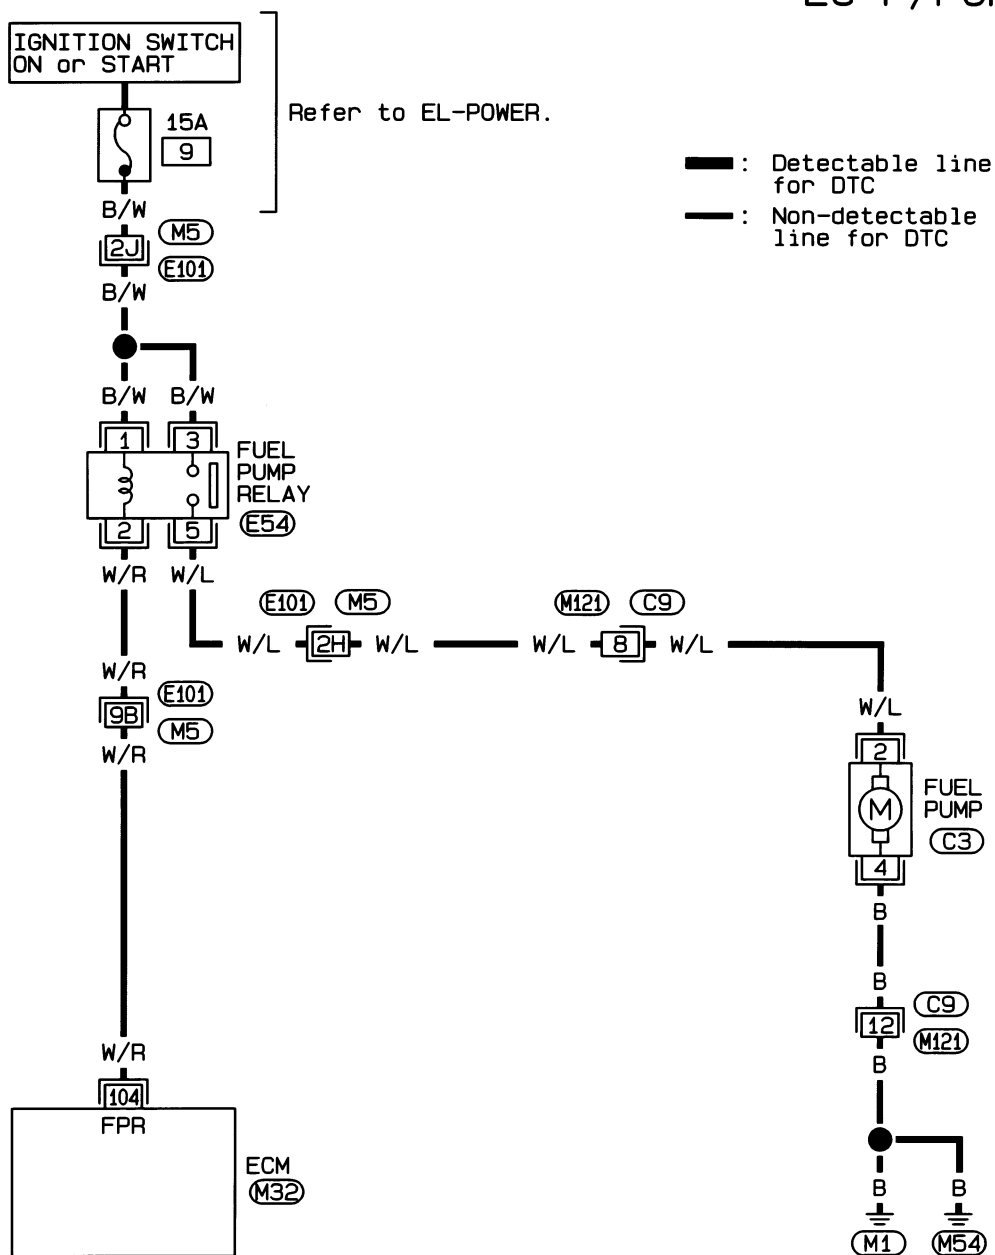 IGNITION SWITCH
ON or START
Refer to EL-POWER.
15A
9
: Detectable line
for DTC
: Non-detectable
line for DTC
B/W
2J
M5
E101
B/W
B/W B/W
1 3
FUEL
PUMP
RELAY
E54
2 5
W/R W/L
E101 M5
M121 C9
W/L 2H W/L
W/L 8 W/L
W/R
9B
E101
M5
W/R
W/L
2
M
FUEL
PUMP
C3
4
B
B
12
C9
M121
B
W/R
104
FPR
ECM
M32
B B
M1 M54